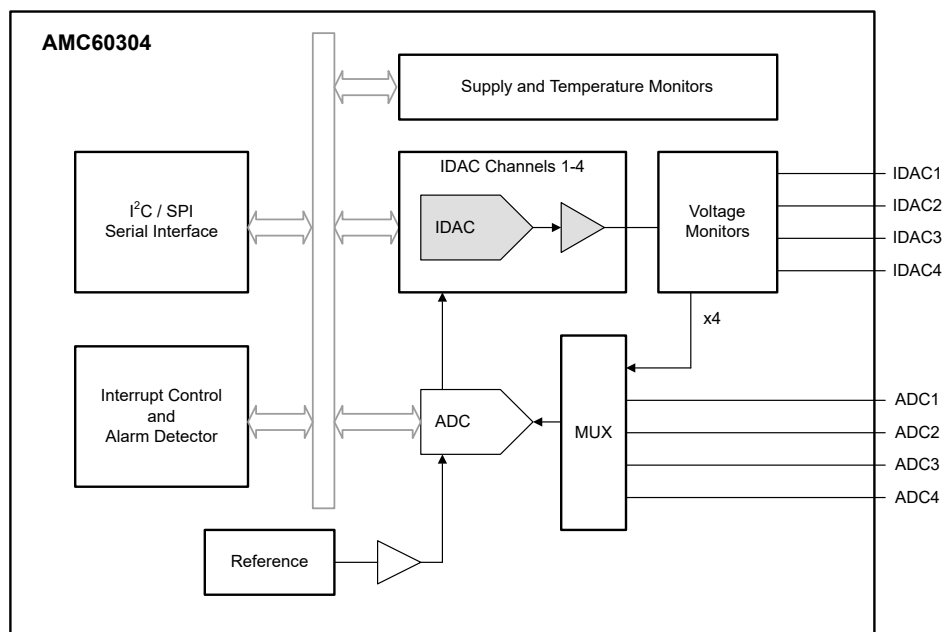 AMC60304
Supply and Temperature Monitors
I²C / SPI
Serial Interface
IDAC Channels 1-4
IDAC
Voltage
Monitors
IDAC1
IDAC2
IDAC3
IDAC4
x4
Interrupt Control
and
Alarm Detector
ADC
MUX
ADC1
ADC2
ADC3
ADC4
Reference